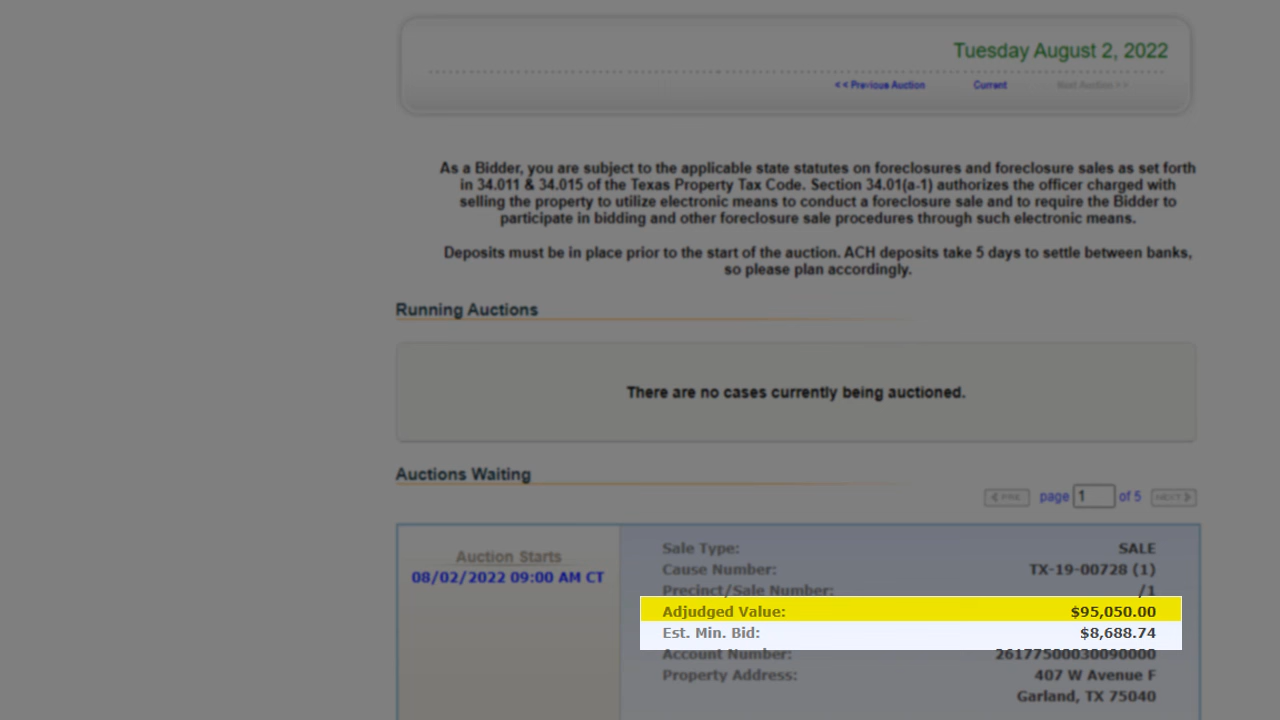 Tuesday August 2, 2022
< < Previous Auction Current Next Auction > >
As a Bidder, you are subject to the applicable state statutes on foreclosures and foreclosure sales as set forth
in 34.011 & 34.015 of the Texas Property Tax Code. Section 34.01(a-1) authorizes the officer charged with
selling the property to utilize electronic means to conduct a foreclosure sale and to require the Bidder to
participate in bidding and other foreclosure sale procedures through such electronic means.
Deposits must be in place prior to the start of the auction. ACH deposits take 5 days to settle between banks,
so please plan accordingly.
Running Auctions
There are no cases currently being auctioned.
Auctions Waiting
PRE page 1 of 5 NEXT
Auction Starts
08/02/2022 09:00 AM CT
Sale Type: SALE
Cause Number: TX-19-00728 (1)
Precinct/Sale Number: /1
Adjudged Value: $95,050.00
Est. Min. Bid: $8,688.74
Account Number: 26177500030090000
Property Address: 407 W Avenue F
Garland, TX 75040